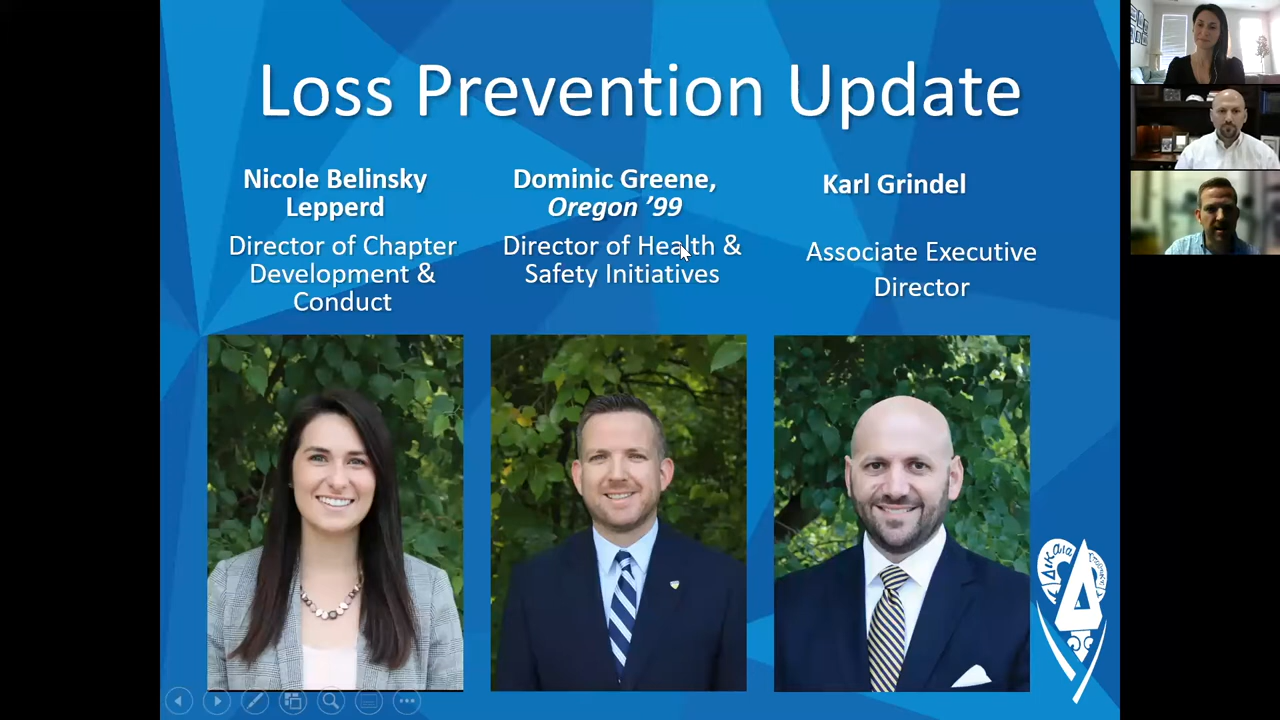 Loss Prevention Update
Nicole Belinsky
Lepperd
Director of Chapter
Development &
Conduct
Dominic Greene,
Oregon ’99
Director of Health &
Safety Initiatives
Karl Grindel
Associate Executive
Director
Δ